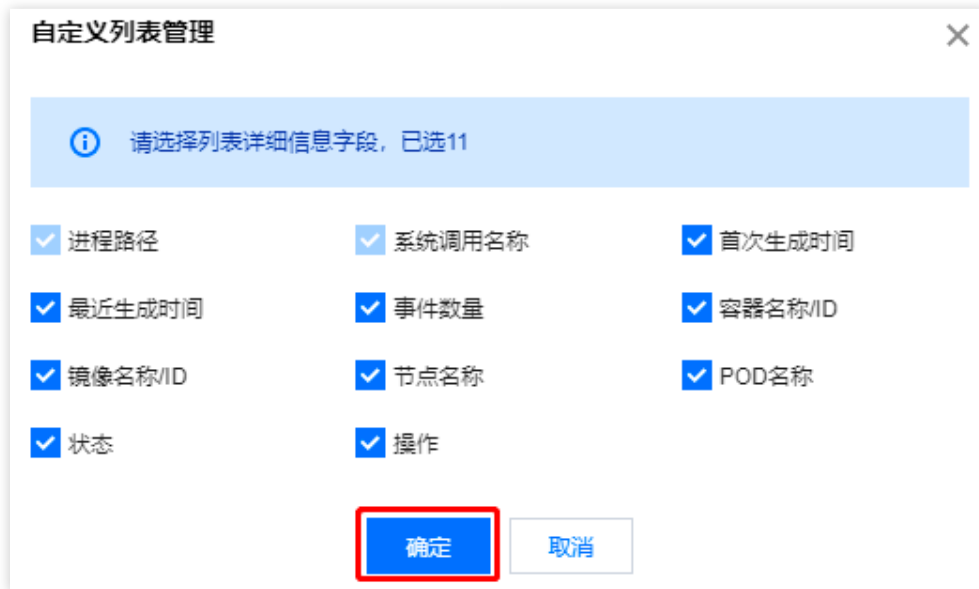 自定义列表管理
请选择列表详细信息字段，已选11
进程路径 系统调用名称 首次生成时间
最近生成时间 事件数量 容器名称/ID
镜像名称/ID 节点名称 POD名称
状态 操作
确定 取消